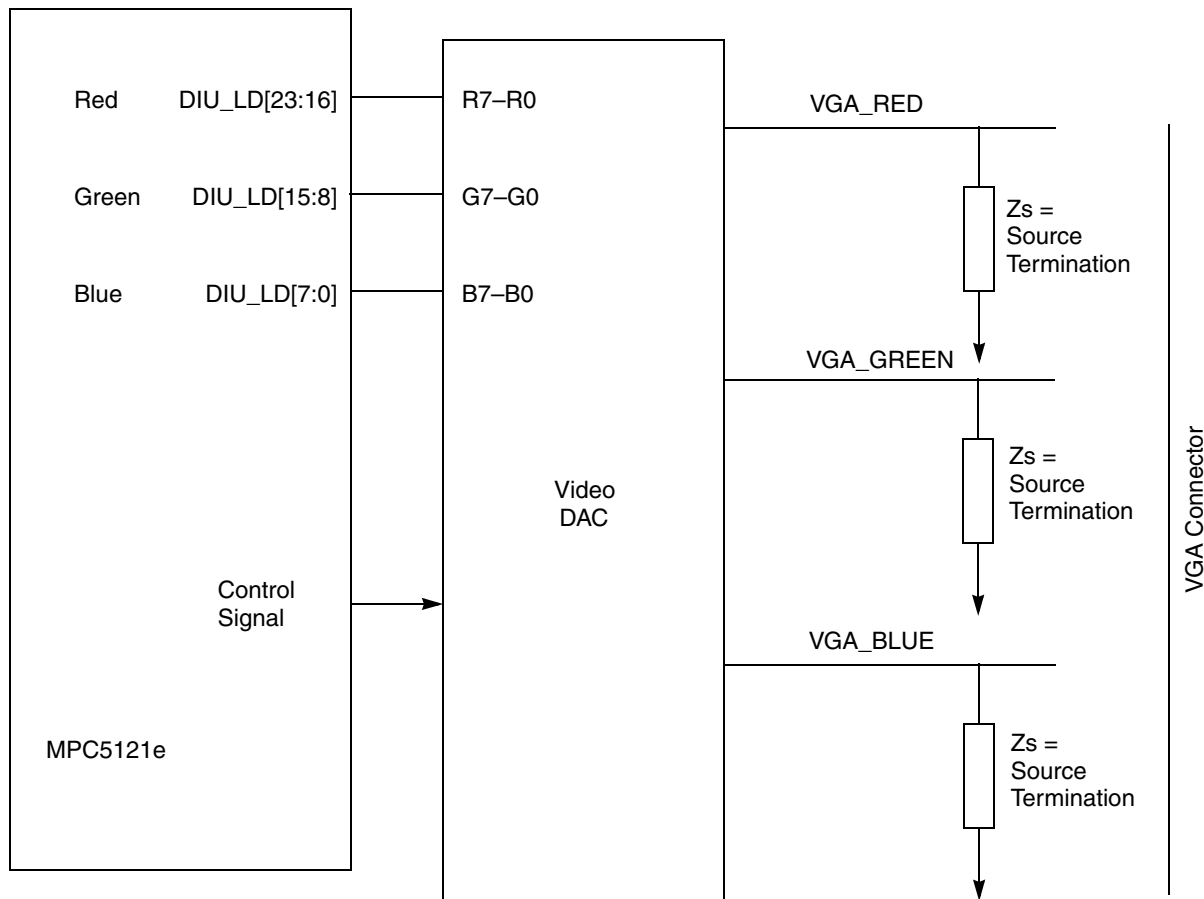 Red DIU_LD[23:16] R7–R0
VGA_RED
Green DIU_LD[15:8] G7–G0
Zs =
Source
Termination
Blue DIU_LD[7:0] B7–B0
VGA_GREEN
Zs =
Source
Termination
Video
DAC
VGA Connector
Control
Signal
VGA_BLUE
MPC5121e
Zs =
Source
Termination